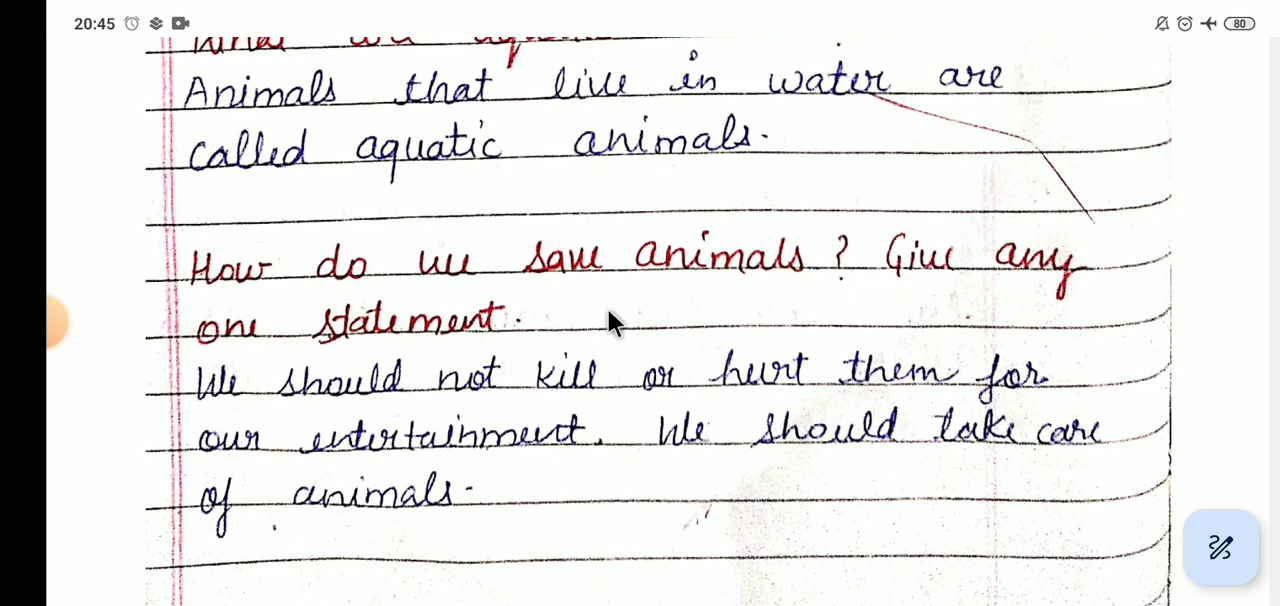 20:45
80
Animals that live in water are
called aquatic animals.
How do we save animals? Give any
one statement.
We should not kill or hurt them for
our entertainment. We should take care
of animals.